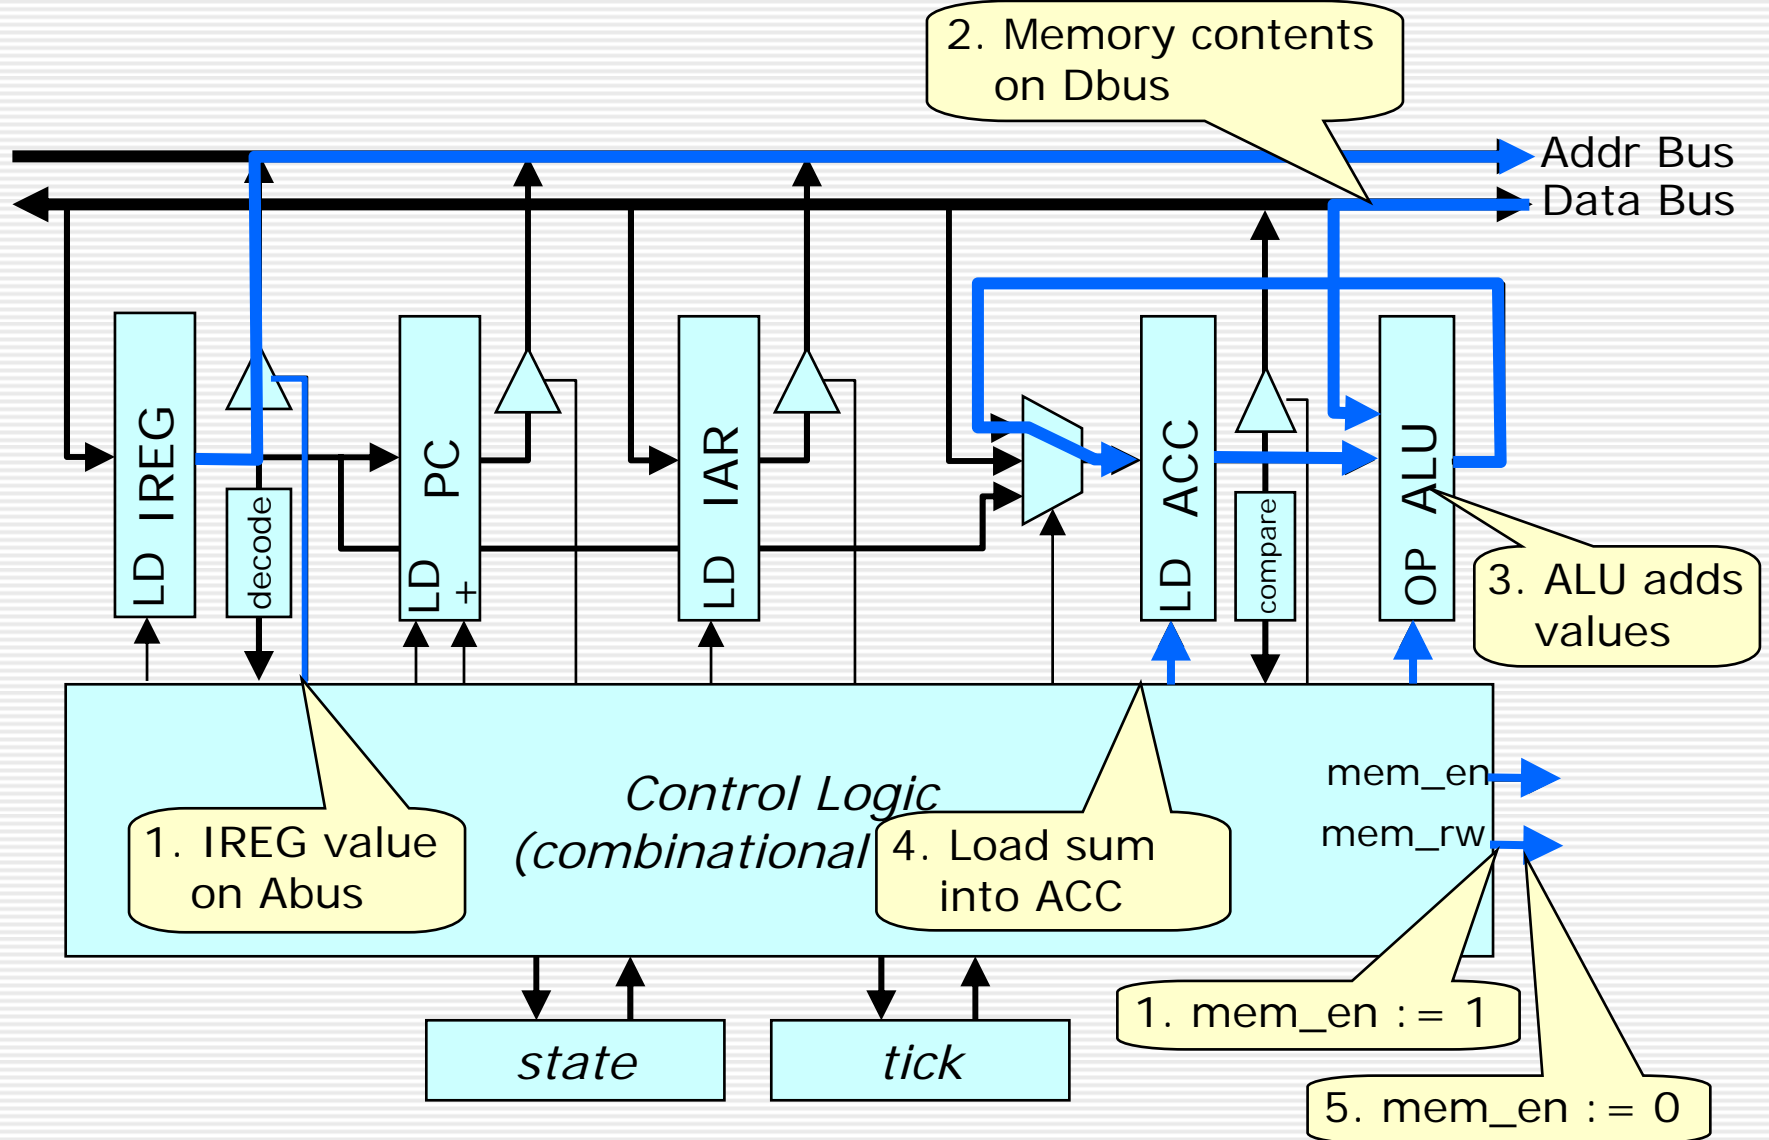 2. Memory contents
on Dbus
Addr Bus
Data Bus
LD IREG
decode
LD PC
+
LD IAR
LD ACC
compare
OP ALU
3. ALU adds
values
mem_en
mem_rw
Control Logic
(combinational
1. IREG value
on Abus
4. Load sum
into ACC
1. mem_en := 1
5. mem_en := 0
state
tick